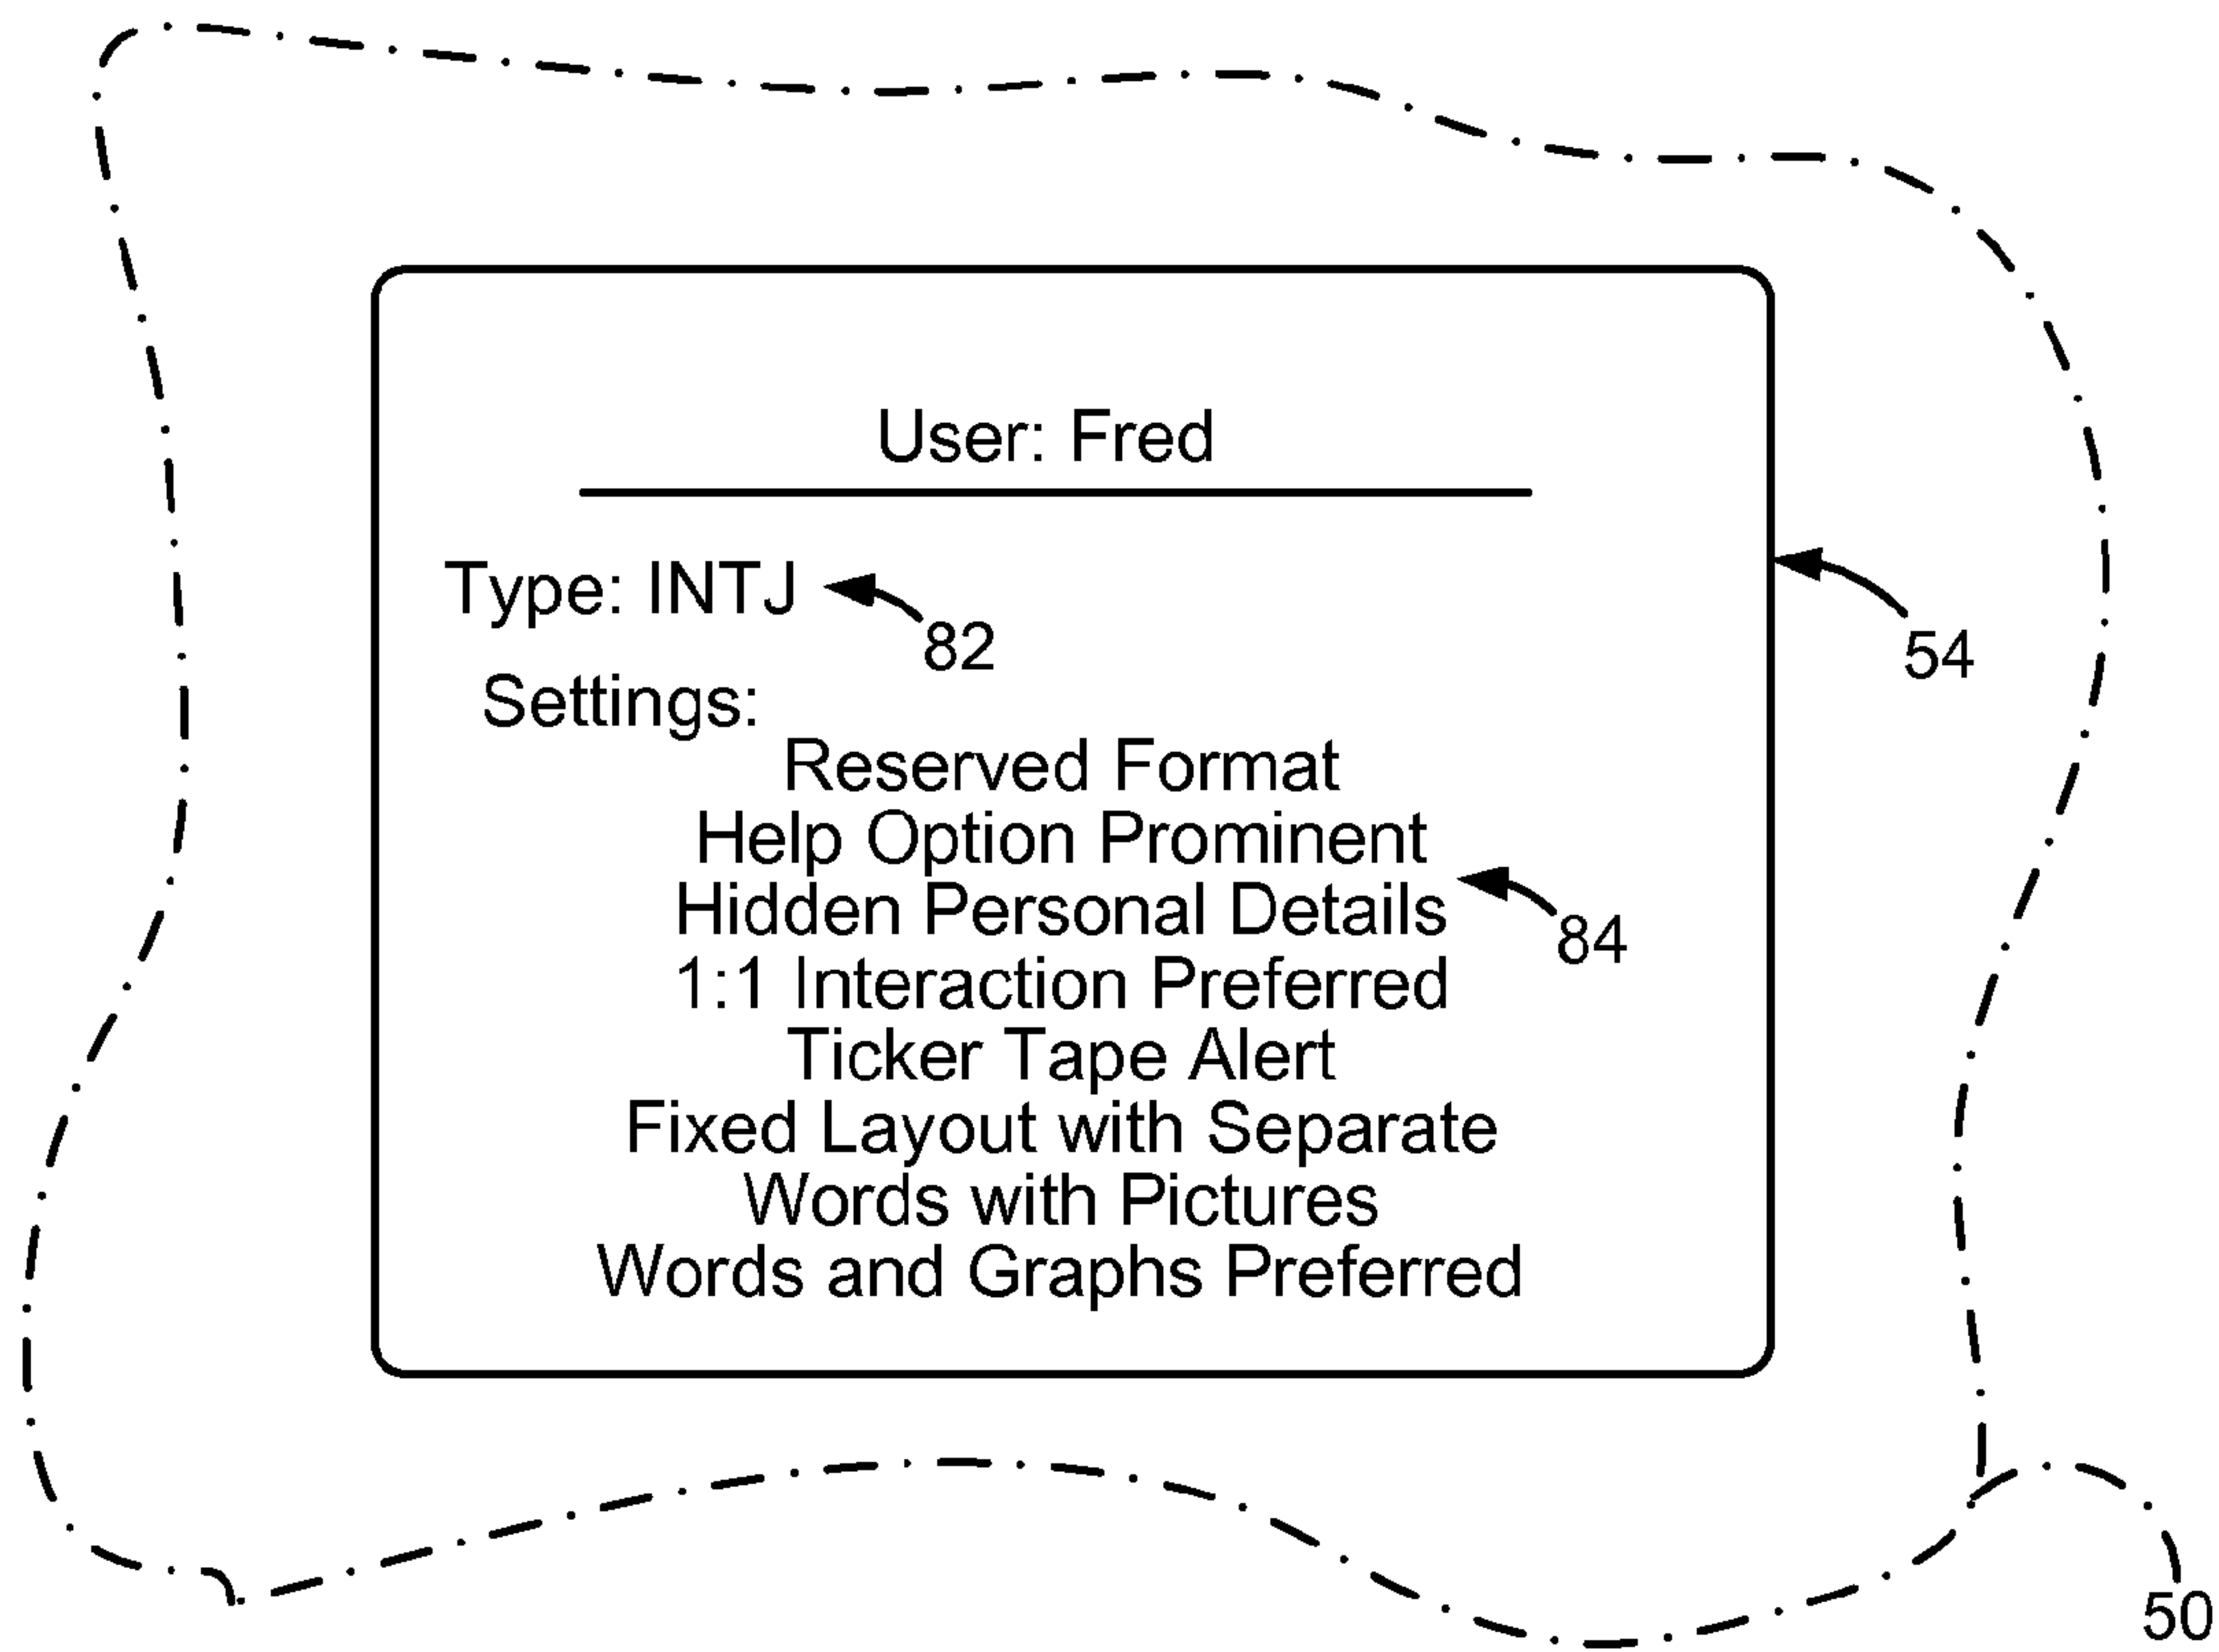 User: Fred
Type: INTJ
82
54
Settings:
Reserved Format
Help Option Prominent
Hidden Personal Details
84
1:1 Interaction Preferred
Ticker Tape Alert
Fixed Layout with Separate
Words with Pictures
Words and Graphs Preferred
50